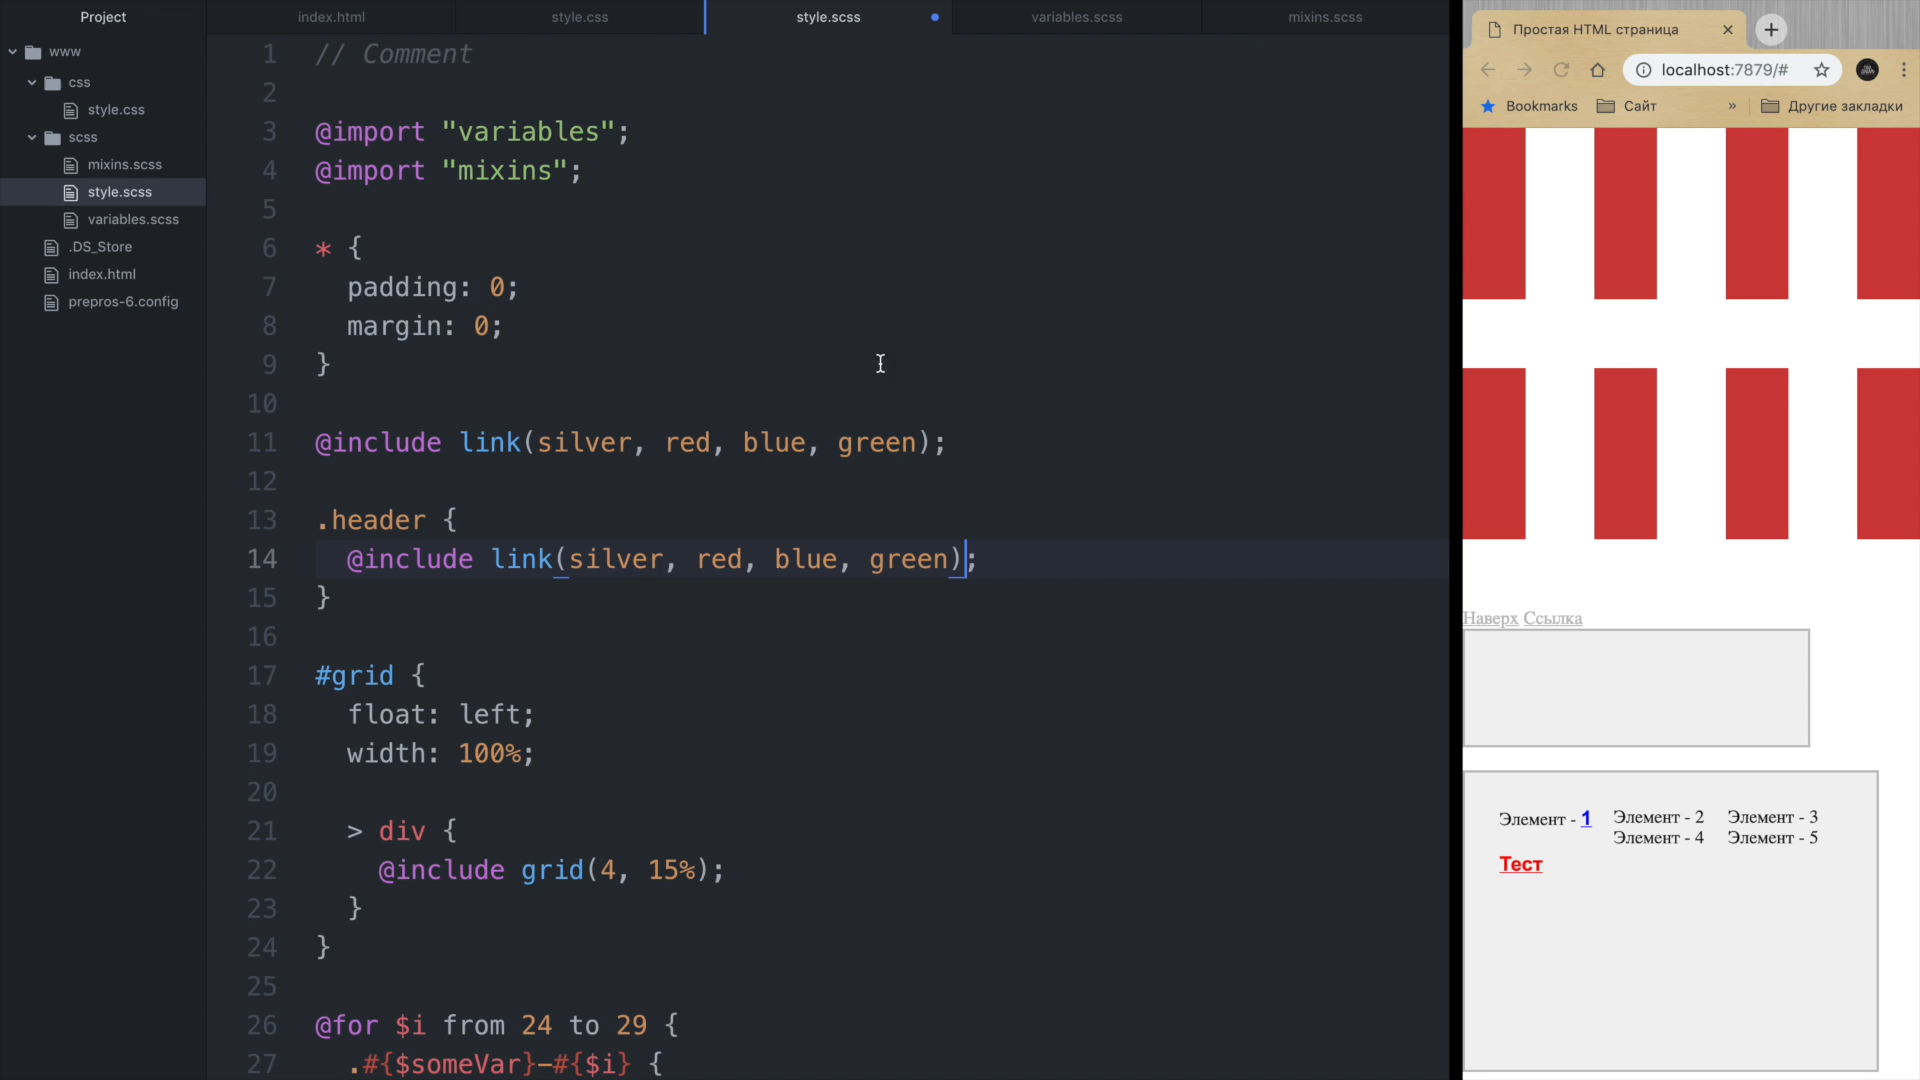 Project
www
css
style.css
scss
mixins.scss
style.scss
variables.scss
.DS_Store
index.html
prepros-6.config
index.html
style.css
style.scss
variables.scss
mixins.scss
1 // Comment
2
3 @import "variables";
4 @import "mixins";
5
6 * {
7 padding: 0;
8 margin: 0;
9 }
10
11 @include link(silver, red, blue, green);
12
13 .header {
14 @include link(silver, red, blue, green);
15 }
16
17 #grid {
18 float: left;
19 width: 100%;
20
21 > div {
22 @include grid(4, 15%);
23 }
24 }
25
26 @for $i from 24 to 29 {
27 .#{$someVar}-#{$i} {
Простая HTML страница
localhost:7879/#
Bookmarks Сайт » Другие закладки
Наверх Ссылка
Элемент - 1 Элемент - 2 Элемент - 3
Элемент - 4 Элемент - 5
Тест